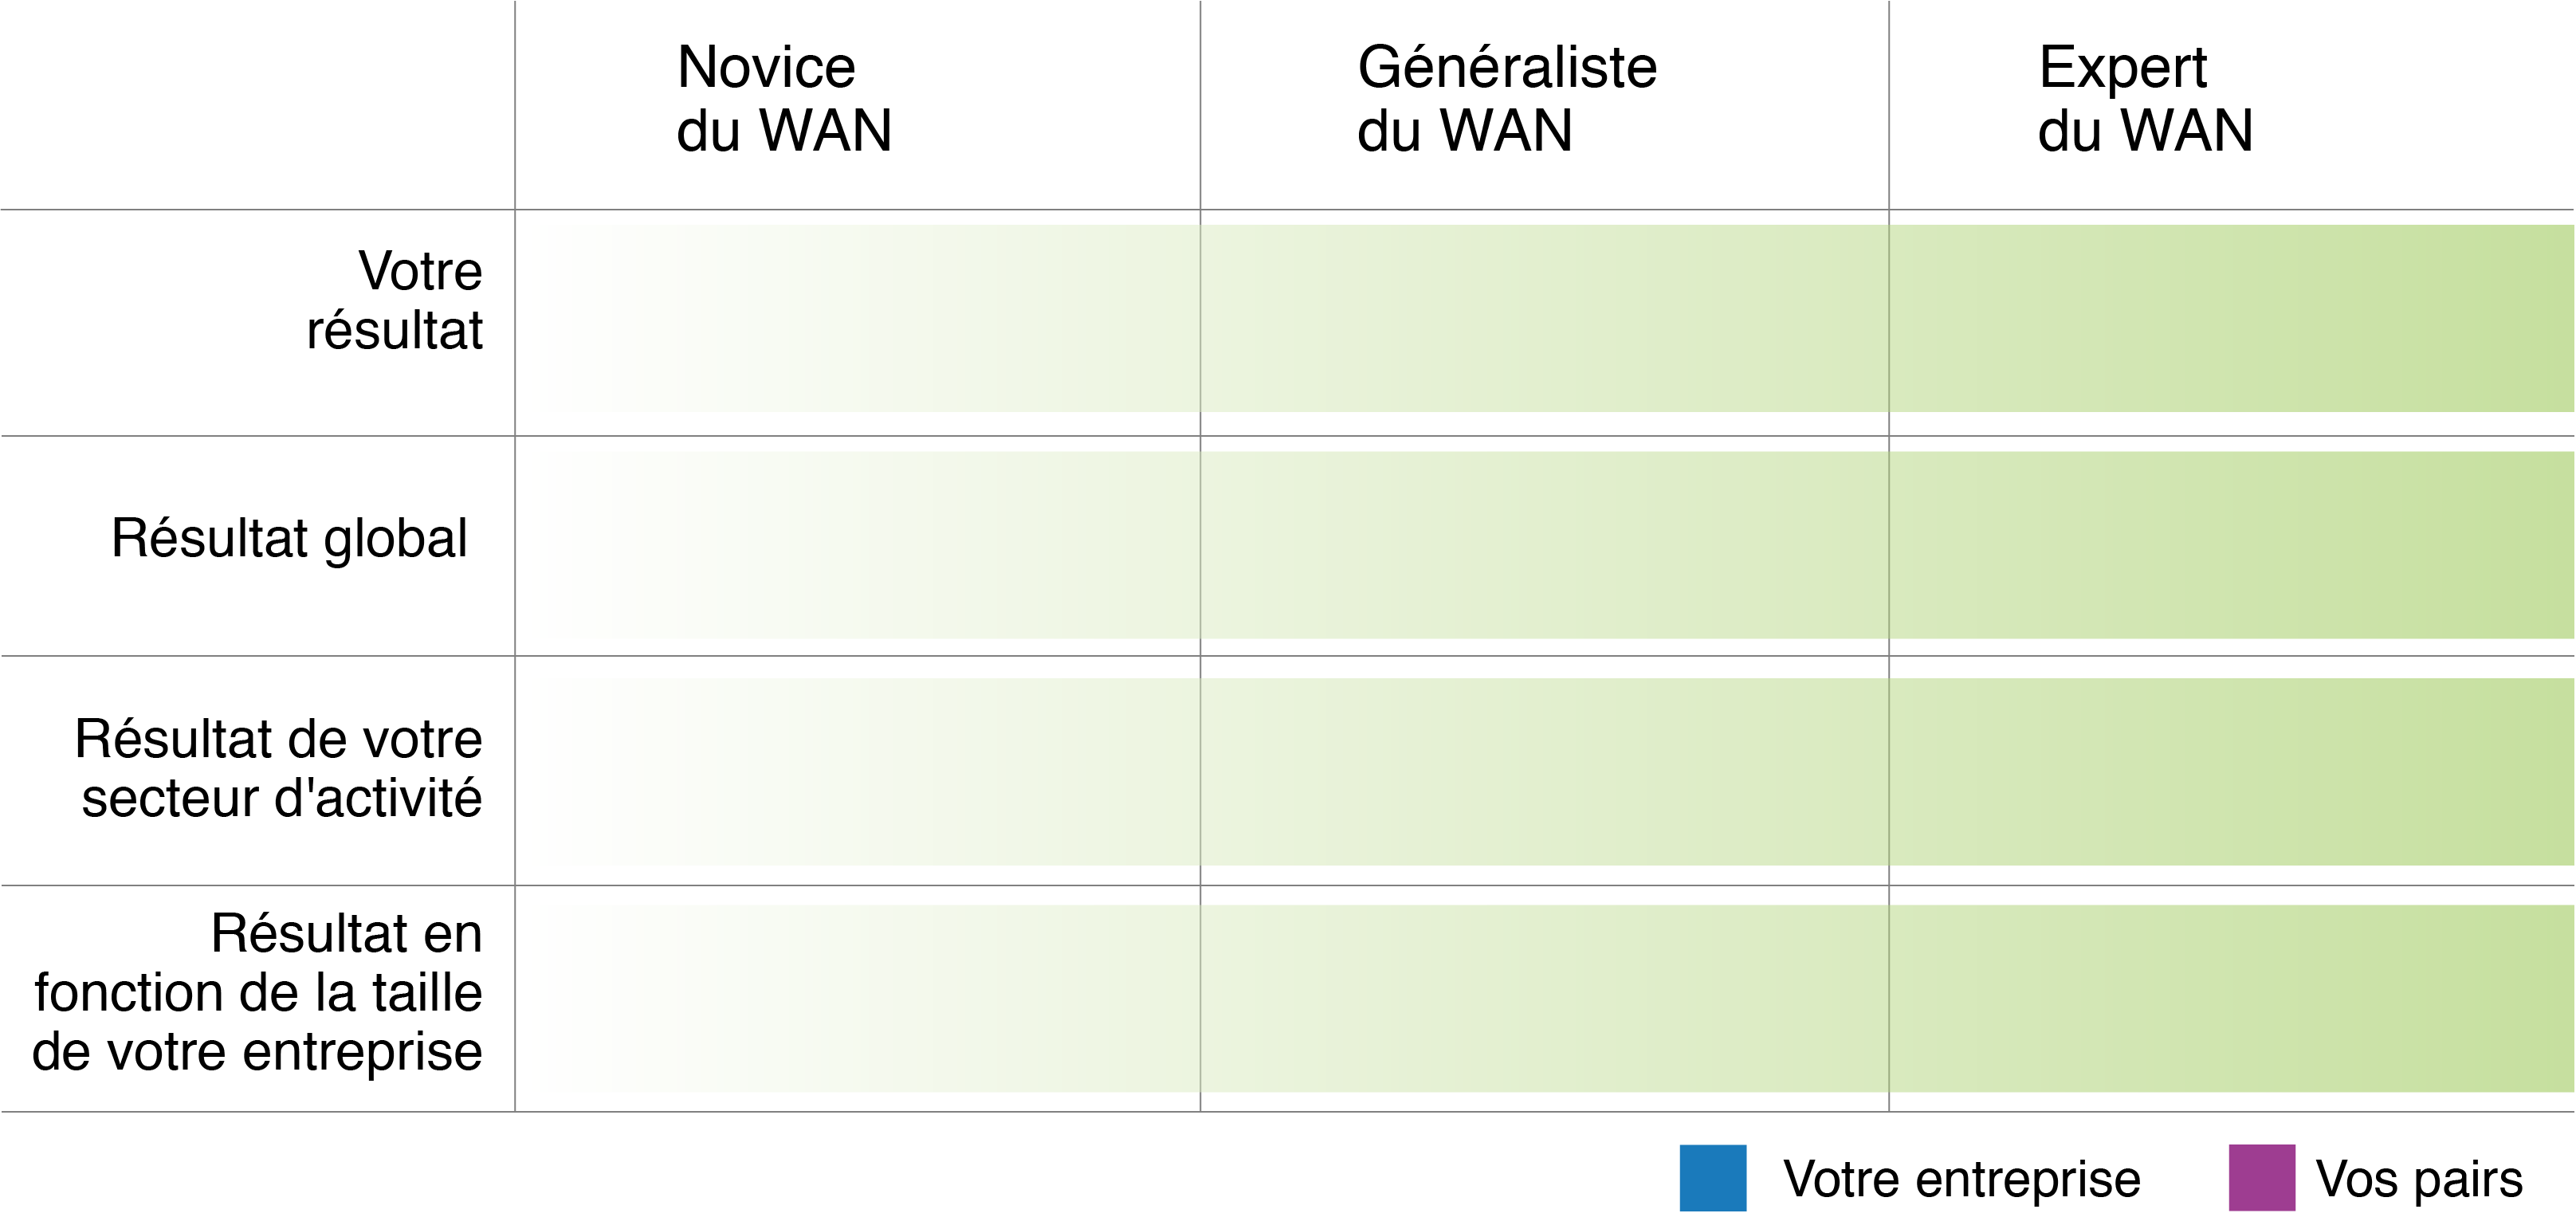 Novice
du WAN
Généraliste
du WAN
Expert
du WAN
Votre
résultat
Résultat global
Résultat de votre
secteur d'activité
Résultat en
fonction de la taille
de votre entreprise
Votre entreprise
Vos pairs